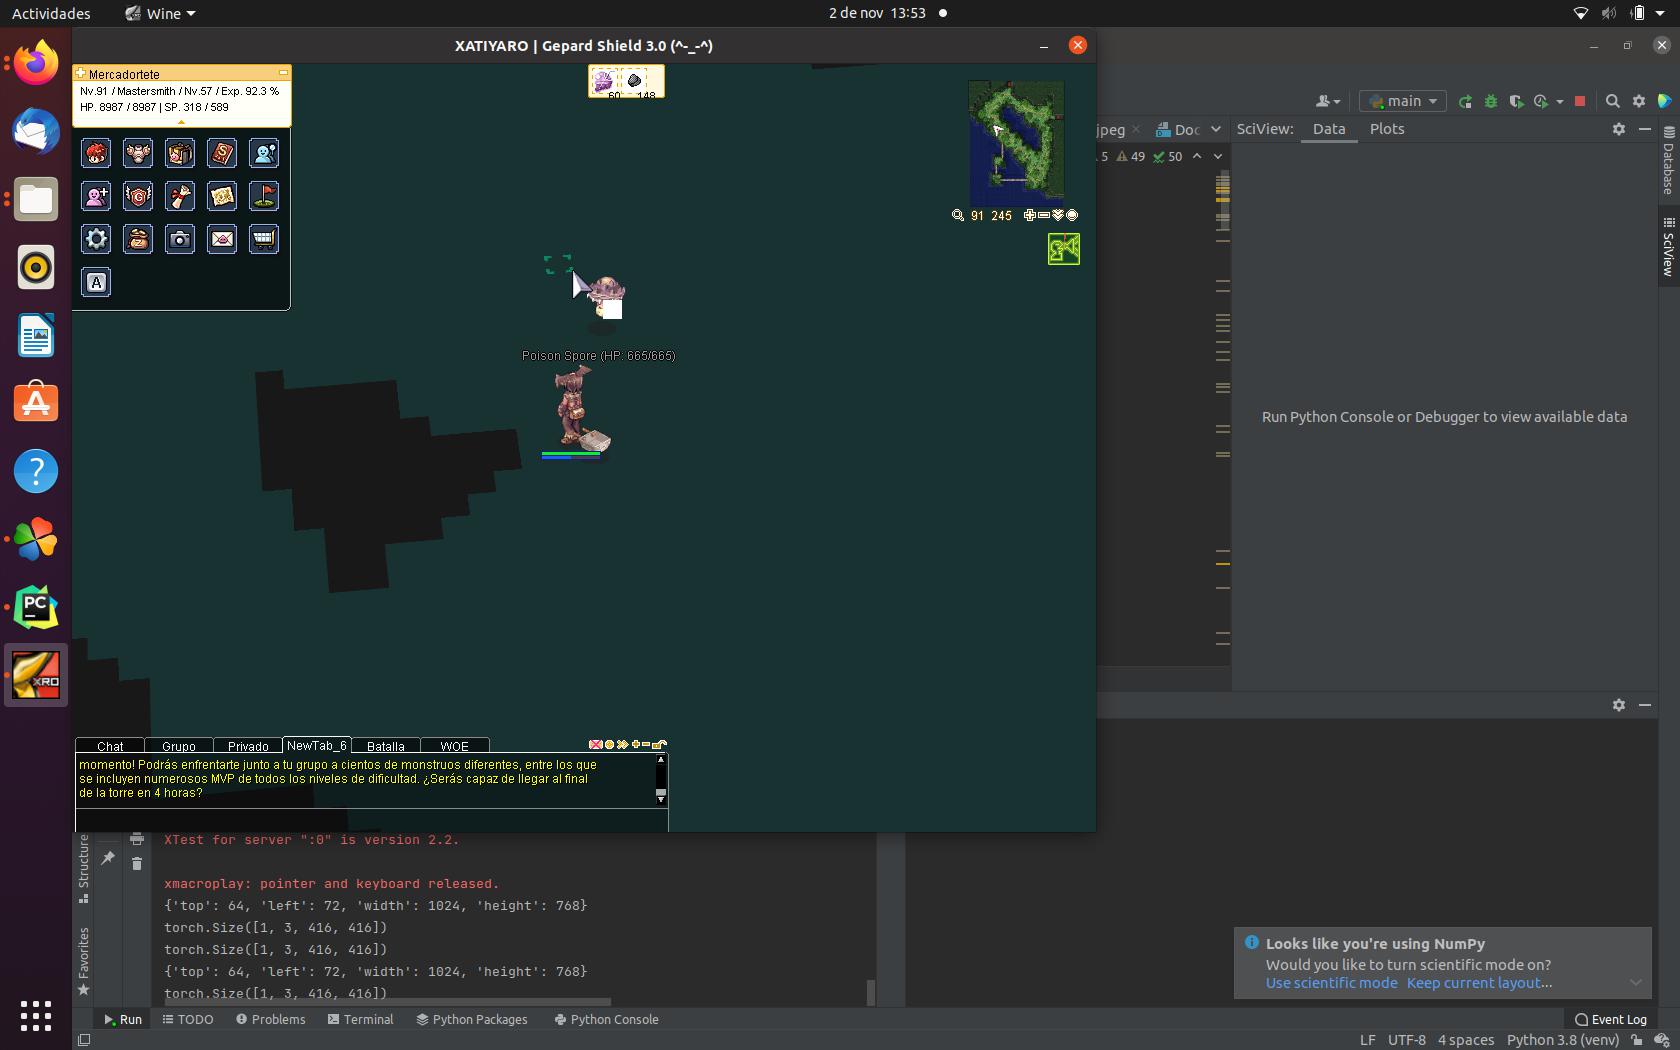 Actividades
Wine
2 de nov 13:53
XATIYARO | Gepard Shield 3.0 (^-_-^)
Mercadortete
Nv.91 / Mastersmith / Nv.57 / Exp. 92.3 %
HP. 8987 / 8987 | SP. 318 / 589
60
148
91 245
A
Poison Spore (HP: 665/665)
Chat
Grupo
Privado
NewTab_6
Batalla
WOE
momento! Podrás enfrentarte junto a tu grupo a cientos de monstruos diferentes, entre los que
se incluyen numerosos MVP de todos los niveles de dificultad. ¿Serás capaz de llegar al final
de la torre en 4 horas?
main
jpeg
Doc
SciView:
Data
Plots
5
49
50
Database
SciView
Run Python Console or Debugger to view available data
XTest for server ":0" is version 2.2.
xmacroplay: pointer and keyboard released.
{'top': 64, 'left': 72, 'width': 1024, 'height': 768}
torch.Size([1, 3, 416, 416])
torch.Size([1, 3, 416, 416])
{'top': 64, 'left': 72, 'width': 1024, 'height': 768}
torch.Size([1, 3, 416, 416])
Structure
Favorites
Looks like you're using NumPy
Would you like to turn scientific mode on?
Use scientific mode
Keep current layout...
Run
TODO
Problems
Terminal
Python Packages
Python Console
Event Log
LF
UTF-8
4 spaces
Python 3.8 (venv)
PC
XRO